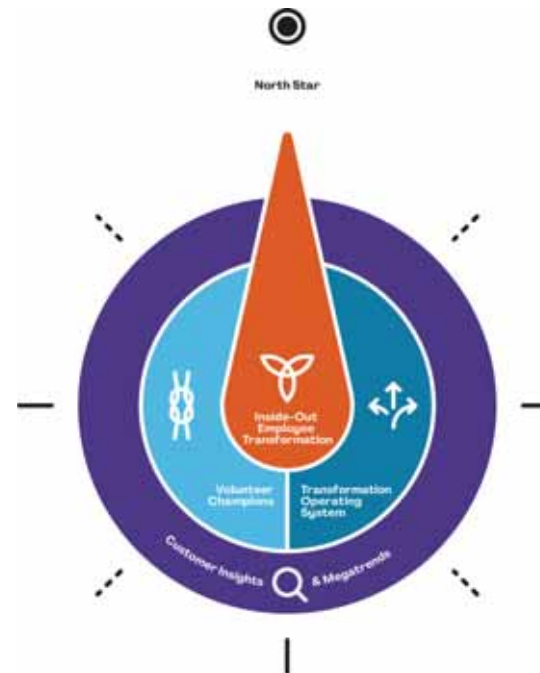 North Star
Inside-Out
Employee
Transformation
Volunteer
Champions
Transformation
Operating
System
Customer Insights & Megatrends